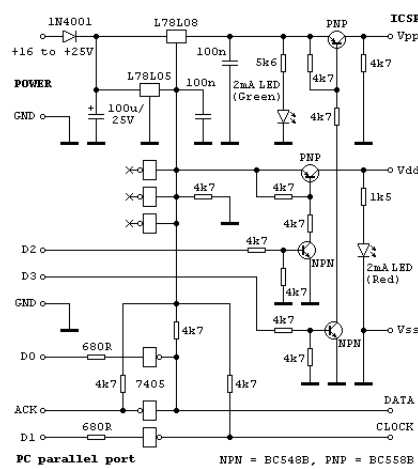 1N4001 L78L08 PNP ICSP
+16 to +25V 100n Vpp
5k6 4k7 4k7
POWER L78L05 100n 2mA LED
(Green)
+ 100u/
25V 4k7
GND
PNP
Vdd
4k7 4k7
4k7 1k5
D2 4k7
NPN 2mA LED
(Red)
D3 4k7
4k7
GND Vss
4k7 4k7
NPN
D0 680R
4k7 7405 4k7
ACK DATA
D1 680R CLOCK
PC parallel port NPN = BC548B, PNP = BC558B